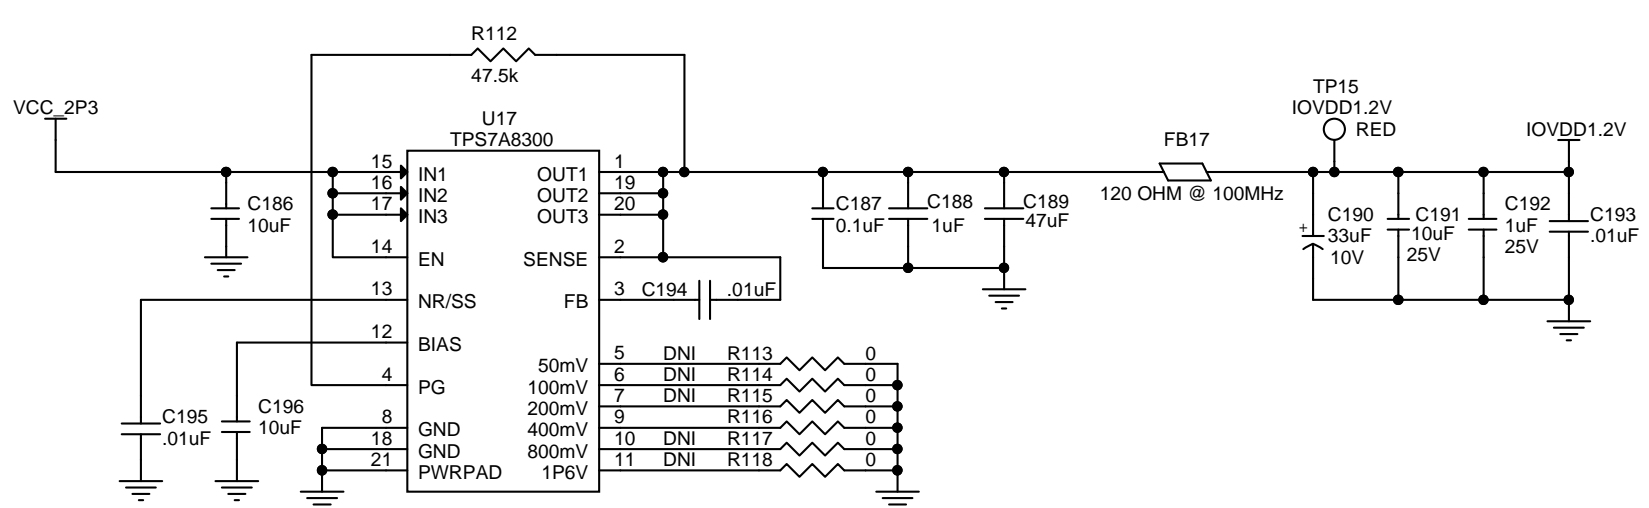 R112
47.5k
VCC_2P3
U17
TPS7A8300
TP15
IOVDD1.2V
RED
IOVDD1.2V
FB17
120 OHM @ 100MHz
15 IN1 OUT1 1
16 IN2 OUT2 19
17 IN3 OUT3 20
14 EN SENSE 2
13 NR/SS FB 3 C194 .01uF
12 BIAS
4 PG
8 GND
18 GND
21 PWRPAD
50mV 5 DNI R113 0
100mV 6 DNI R114 0
200mV 7 DNI R115 0
400mV 9 R116 0
800mV 10 DNI R117 0
1P6V 11 DNI R118 0
C186
10uF
C195
.01uF
C196
10uF
C187
0.1uF
C188
1uF
C189
47uF
+
C190
33uF
10V
C191
10uF
25V
C192
1uF
25V
C193
.01uF